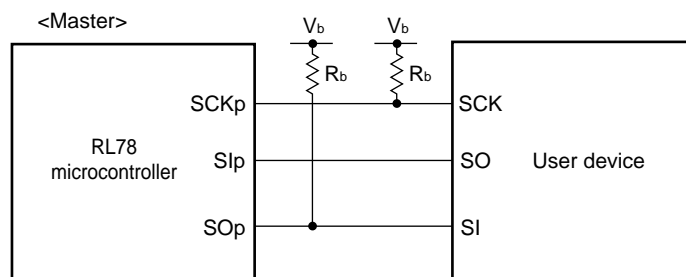 <Master>
Vb Vb
Rb Rb
SCKp SCK
RL78
microcontroller
SIp SO
User device
SOp SI